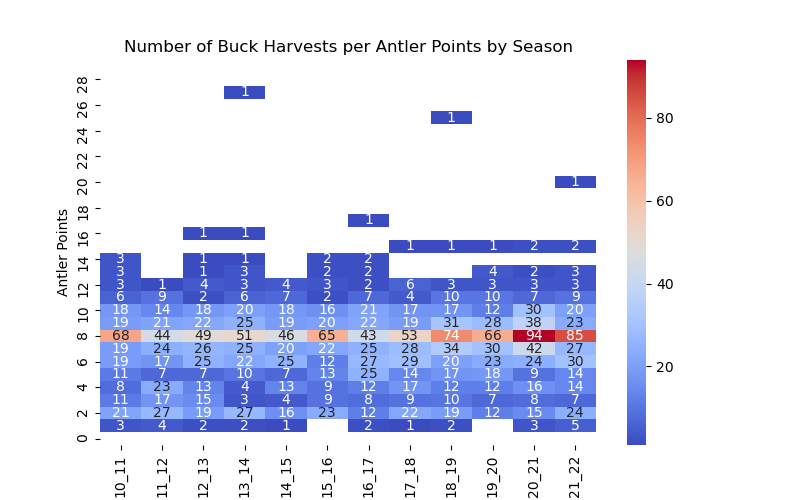 Number of Buck Harvests per Antler Points by Season
Antler Points
28
1
26
1
24
22
20
1
18
1
16
1 1
1 1 1 2 2
14
3 1 1 2 2
3 1 3 2 2 4 2 3
12
3 1 4 3 4 3 2 6 3 3 3 3
6 9 2 6 7 2 7 4 10 10 7 9
10
18 14 18 20 18 16 21 17 17 12 30 20
19 21 22 25 19 20 22 19 31 28 38 23
8
68 44 49 51 46 65 43 53 74 66 94 85
19 24 26 25 20 22 25 28 34 30 42 27
6
19 17 25 22 25 12 27 29 20 23 24 30
11 7 7 10 7 13 25 14 17 18 9 14
4
8 23 13 4 13 9 12 17 12 12 16 14
11 17 15 3 4 9 8 9 10 7 8 7
2
21 27 19 27 16 23 12 22 19 12 15 24
3 4 2 2 1 2 1 2 3 5
0
10_11
11_12
12_13
13_14
14_15
15_16
16_17
17_18
18_19
19_20
20_21
21_22
80
60
40
20